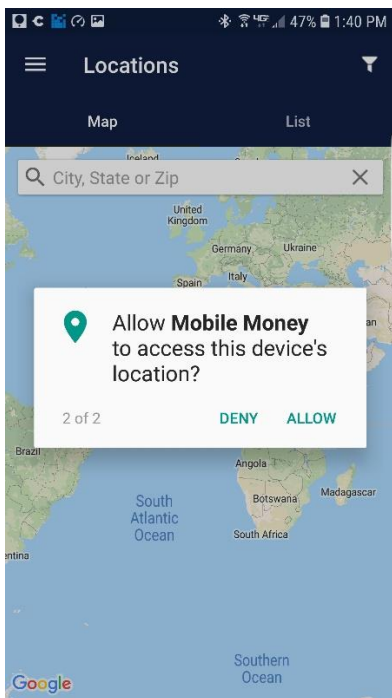 47% 1:40 PM
Locations
Map
List
Iceland
City, State or Zip
United
Kingdom
Germany
Ukraine
Italy
Spain
Allow Mobile Money
to access this device's
location?
2 of 2
DENY
ALLOW
Brazil
Angola
South
Atlantic
Ocean
Botswana
Madagascar
South Africa
entina
Southern
Ocean
Google